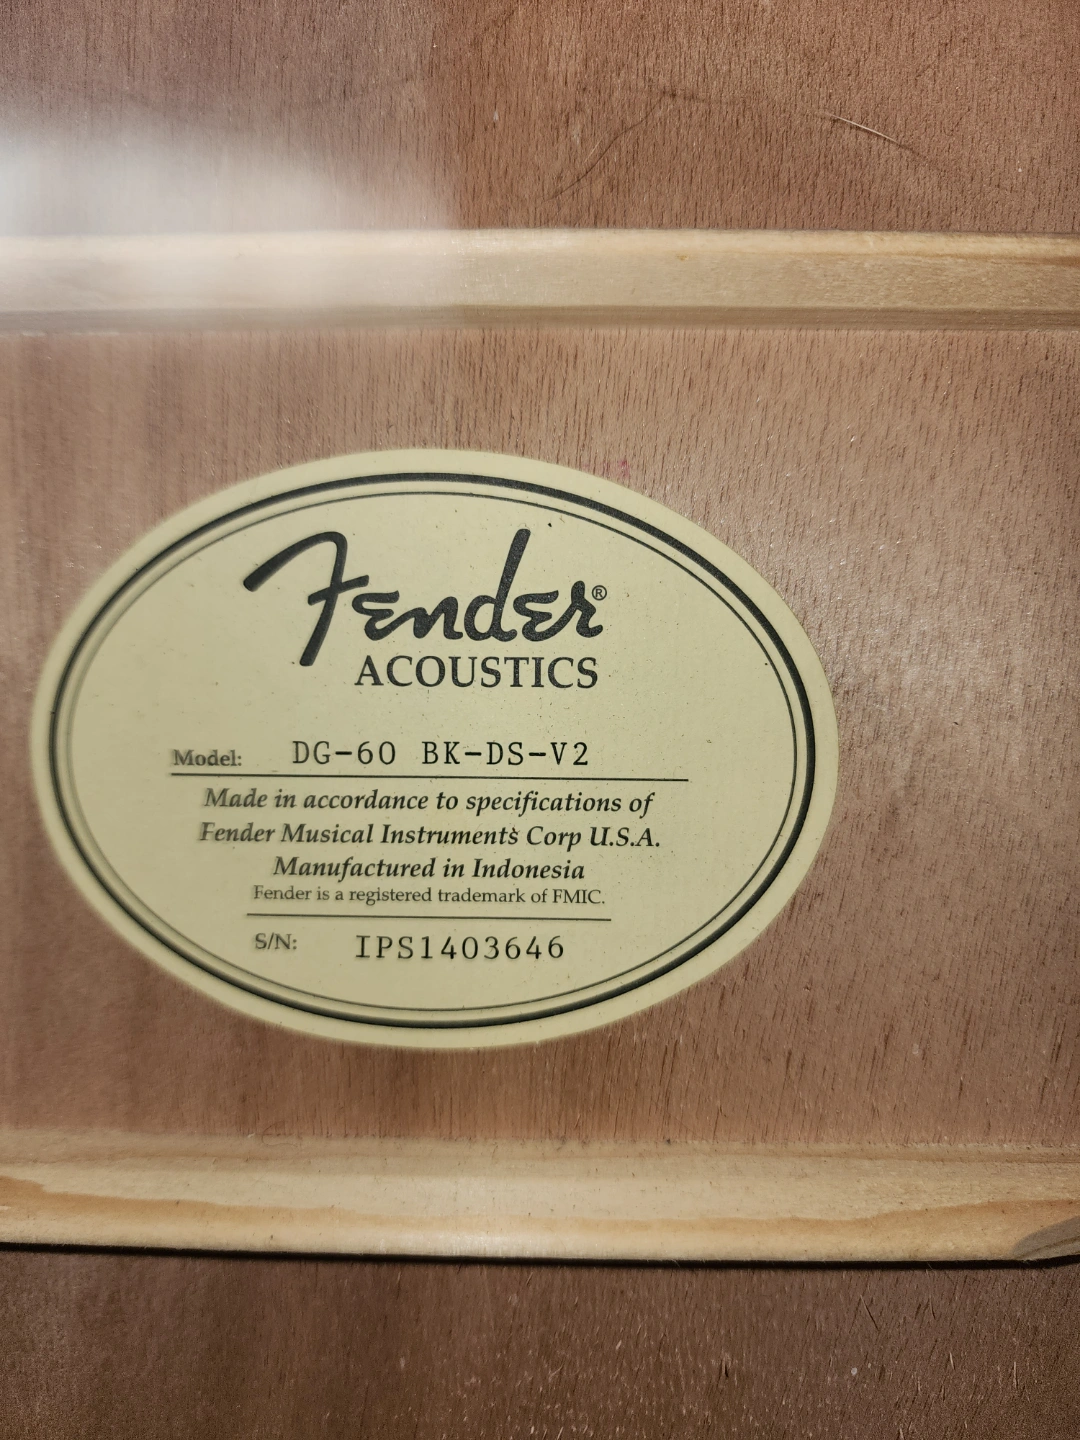 Fender®
ACOUSTICS
Model: DG-60 BK-DS-V2
Made in accordance to specifications of
Fender Musical Instrument`s Corp U.S.A.
Manufactured in Indonesia
Fender is a registered trademark of FMIC.
S/N: IPS1403646